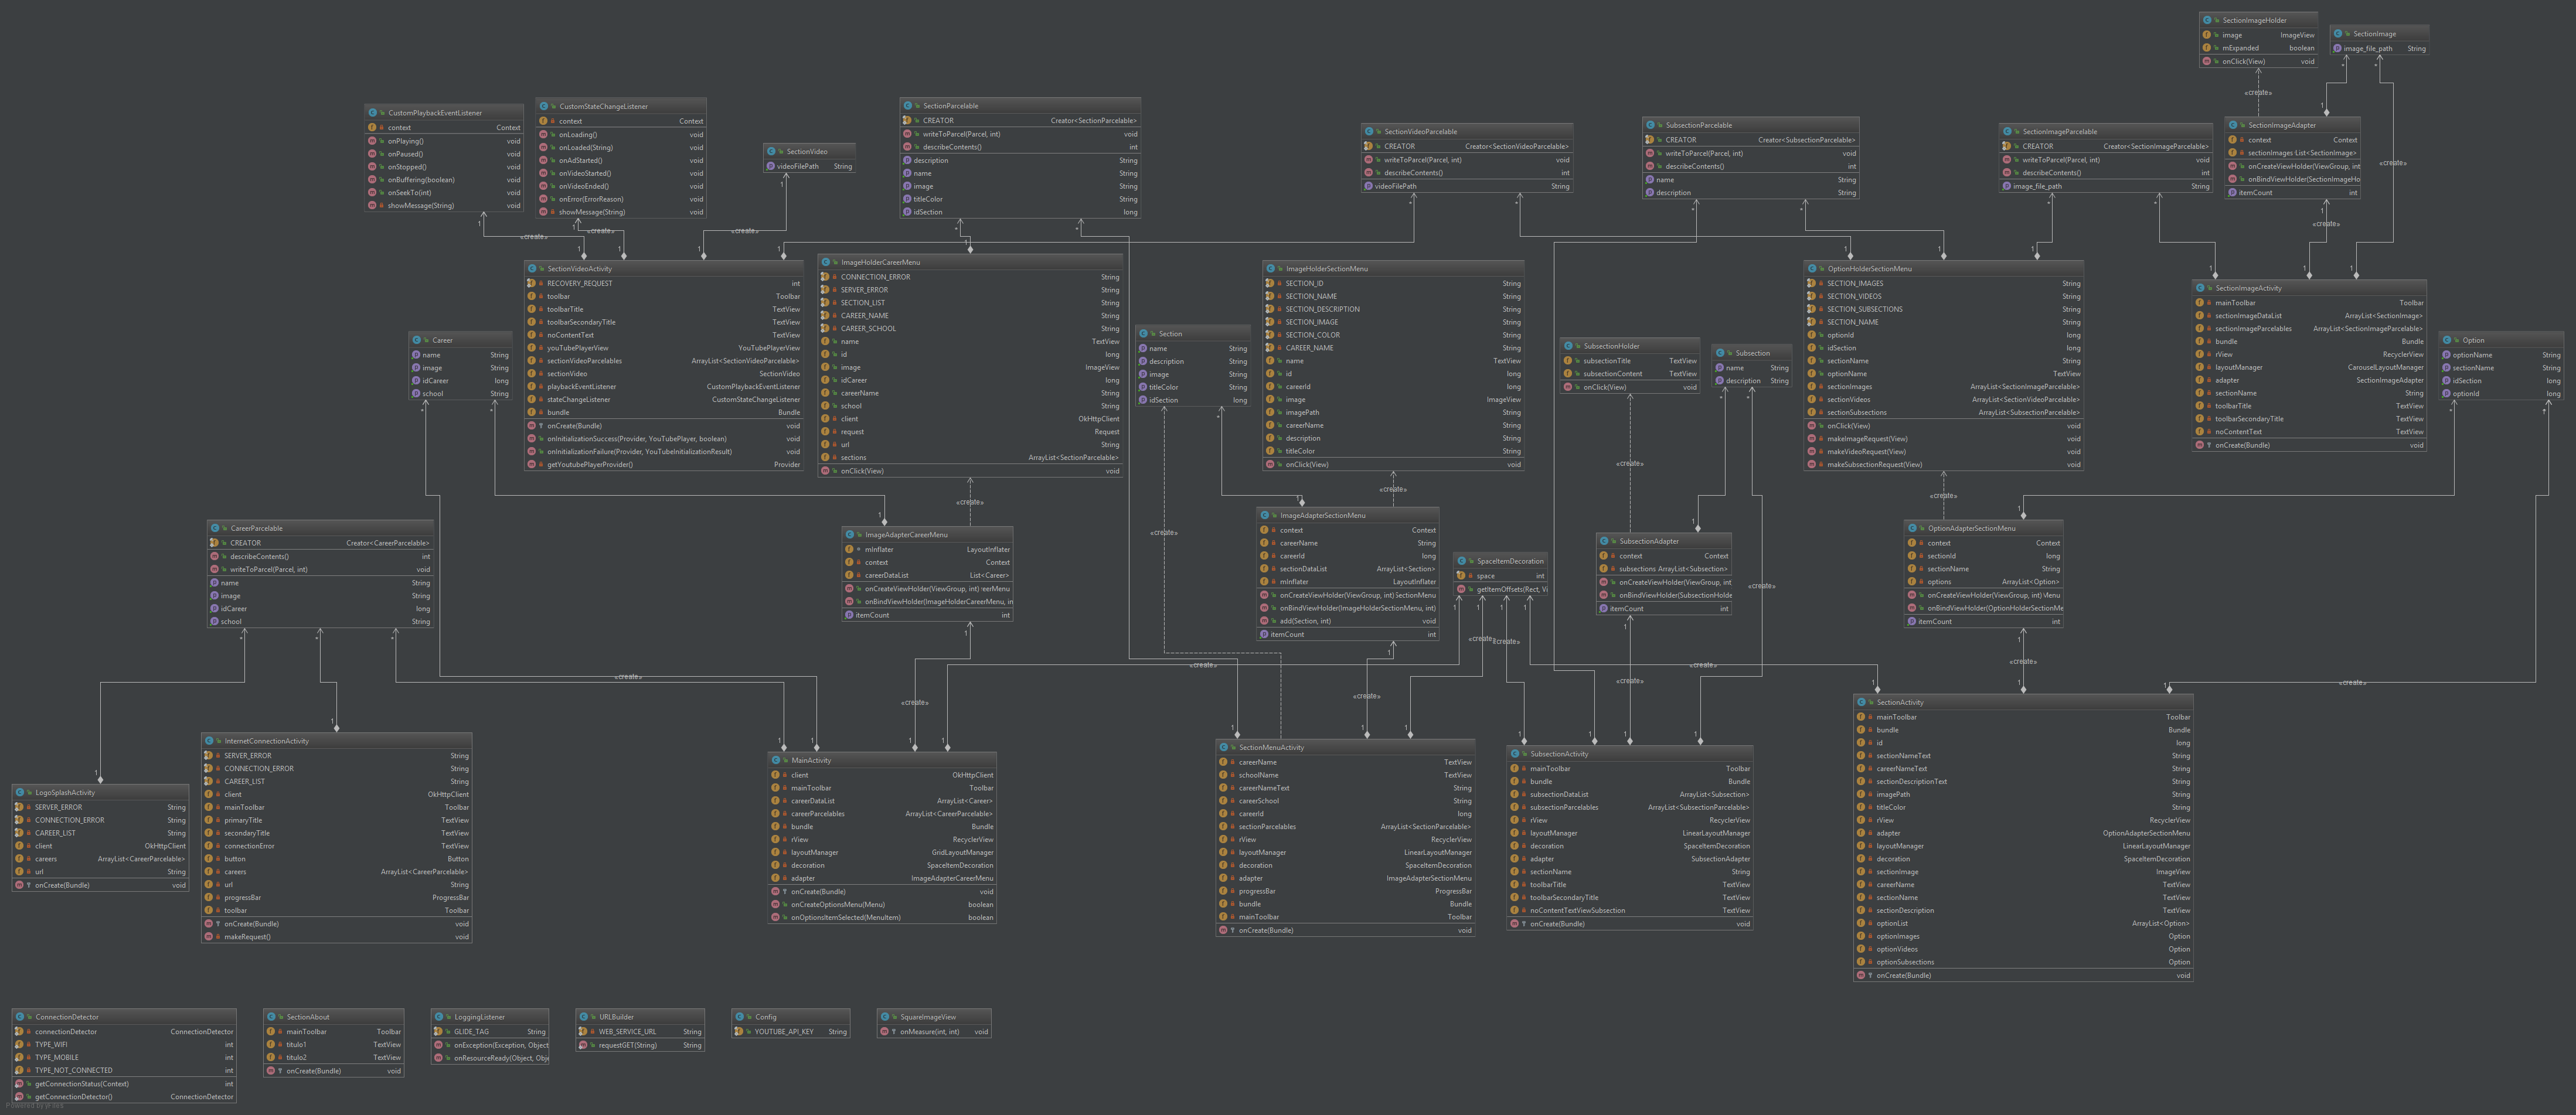 SectionImageHolder
image ImageView
mExpanded boolean
onClick(View) void
SectionImage
image_file_path String
«create»
CustomPlaybackEventListener
context Context
onPlaying() void
onPaused() void
onStopped() void
onBuffering(boolean) void
onSeekTo(int) void
showMessage(String) void
CustomStateChangeListener
context Context
onLoading() void
onLoaded(String) void
onAdStarted() void
onVideoStarted() void
onVideoEnded() void
onError(ErrorReason) void
showMessage(String) void
SectionVideo
videoFilePath String
SectionParcelable
CREATOR Creator<SectionParcelable>
writeToParcel(Parcel, int) void
describeContents() int
description String
name String
image String
titleColor String
idSection long
SectionVideoParcelable
CREATOR Creator<SectionVideoParcelable>
writeToParcel(Parcel, int) void
describeContents() int
videoFilePath String
SubsectionParcelable
CREATOR Creator<SubsectionParcelable>
writeToParcel(Parcel, int) void
describeContents() int
name String
description String
SectionImageParcelable
CREATOR Creator<SectionImageParcelable>
writeToParcel(Parcel, int) void
describeContents() int
image_file_path String
SectionImageAdapter
context Context
sectionImages List<SectionImage>
onCreateViewHolder(ViewGroup, int)
onBindViewHolder(SectionImageHo
itemCount int
«create»
«create»
«create»
«create»
«create»
SectionVideoActivity
RECOVERY_REQUEST int
toolbar Toolbar
toolbarTitle TextView
toolbarSecondaryTitle TextView
noContentText TextView
youTubePlayerView YouTubePlayerView
sectionVideoParcelables ArrayList<SectionVideoParcelable>
sectionVideo SectionVideo
playbackEventListener CustomPlaybackEventListener
stateChangeListener CustomStateChangeListener
bundle Bundle
onCreate(Bundle) void
onInitializationSuccess(Provider, YouTubePlayer, boolean) void
onInitializationFailure(Provider, YouTubeInitializationResult) void
getYoutubePlayerProvider() Provider
ImageHolderCareerMenu
CONNECTION_ERROR String
SERVER_ERROR String
SECTION_LIST String
CAREER_NAME String
CAREER_SCHOOL String
name TextView
id long
image ImageView
idCareer long
careerName String
school String
client OkHttpClient
request Request
url String
sections ArrayList<SectionParcelable>
onClick(View) void
ImageHolderSectionMenu
SECTION_ID String
SECTION_NAME String
SECTION_DESCRIPTION String
SECTION_IMAGE String
SECTION_COLOR String
CAREER_NAME String
name TextView
id long
careerId long
image ImageView
imagePath String
careerName String
description String
titleColor String
onClick(View) void
OptionHolderSectionMenu
SECTION_IMAGES String
SECTION_VIDEOS String
SECTION_SUBSECTIONS String
SECTION_NAME String
optionId long
idSection long
sectionName String
optionName TextView
sectionImages ArrayList<SectionImageParcelable>
sectionVideos ArrayList<SectionVideoParcelable>
sectionSubsections ArrayList<SubsectionParcelable>
onClick(View) void
makeImageRequest(View) void
makeVideoRequest(View) void
makeSubsectionRequest(View) void
SectionImageActivity
mainToolbar Toolbar
sectionImageDataList ArrayList<SectionImage>
sectionImageParcelables ArrayList<SectionImageParcelable>
bundle Bundle
rView RecyclerView
layoutManager CarouselLayoutManager
adapter SectionImageAdapter
sectionName String
toolbarTitle TextView
toolbarSecondaryTitle TextView
noContentText TextView
onCreate(Bundle) void
Career
name String
image String
idCareer long
school String
Section
name String
description String
image String
titleColor String
idSection long
SubsectionHolder
subsectionTitle TextView
subsectionContent TextView
onClick(View) void
Subsection
name String
description String
Option
optionName String
sectionName String
idSection long
optionId long
«create»
«create»
«create»
«create»
CareerParcelable
CREATOR Creator<CareerParcelable>
describeContents() int
writeToParcel(Parcel, int) void
name String
image String
idCareer long
school String
ImageAdapterCareerMenu
mInflater LayoutInflater
context Context
careerDataList List<Career>
onCreateViewHolder(ViewGroup, int) :reerMenu
onBindViewHolder(ImageHolderCareerMenu, in
itemCount int
«create»
ImageAdapterSectionMenu
context Context
careerName String
careerId long
sectionDataList ArrayList<Section>
mInflater LayoutInflater
onCreateViewHolder(ViewGroup, int) SectionMenu
onBindViewHolder(ImageHolderSectionMenu, int)
add(Section, int) void
itemCount int
SpaceItemDecoration
space int
getItemOffsets(Rect, Vi
SubsectionAdapter
context Context
subsections ArrayList<Subsection>
onCreateViewHolder(ViewGroup, int
onBindViewHolder(SubsectionHolde
itemCount int
«create»
OptionAdapterSectionMenu
context Context
sectionId long
sectionName String
options ArrayList<Option>
onCreateViewHolder(ViewGroup, int) Menu
onBindViewHolder(OptionHolderSectionMe
itemCount int
«create»
«create»
«create»
«create»
«create»
«create»
«create»
«create»
«create»
«create»
«create»
LogoSplashActivity
SERVER_ERROR String
CONNECTION_ERROR String
CAREER_LIST String
client OkHttpClient
careers ArrayList<CareerParcelable>
url String
onCreate(Bundle) void
InternetConnectionActivity
SERVER_ERROR String
CONNECTION_ERROR String
CAREER_LIST String
client OkHttpClient
mainToolbar Toolbar
primaryTitle TextView
secondaryTitle TextView
connectionError TextView
button Button
careers ArrayList<CareerParcelable>
url String
progressBar ProgressBar
toolbar Toolbar
onCreate(Bundle) void
makeRequest() void
MainActivity
client OkHttpClient
mainToolbar Toolbar
careerDataList ArrayList<Career>
careerParcelables ArrayList<CareerParcelable>
bundle Bundle
rView RecyclerView
layoutManager GridLayoutManager
decoration SpaceItemDecoration
adapter ImageAdapterCareerMenu
onCreate(Bundle) void
onCreateOptionsMenu(Menu) boolean
onOptionsItemSelected(MenuItem) boolean
SectionMenuActivity
careerName TextView
schoolName TextView
careerNameText String
careerSchool String
careerId long
sectionParcelables ArrayList<SectionParcelable>
rView RecyclerView
layoutManager LinearLayoutManager
decoration SpaceItemDecoration
adapter ImageAdapterSectionMenu
progressBar ProgressBar
bundle Bundle
mainToolbar Toolbar
onCreate(Bundle) void
SubsectionActivity
mainToolbar Toolbar
bundle Bundle
subsectionDataList ArrayList<Subsection>
subsectionParcelables ArrayList<SubsectionParcelable>
rView RecyclerView
layoutManager LinearLayoutManager
decoration SpaceItemDecoration
adapter SubsectionAdapter
sectionName String
toolbarTitle TextView
toolbarSecondaryTitle TextView
noContentTextViewSubsection TextView
onCreate(Bundle) void
SectionActivity
mainToolbar Toolbar
bundle Bundle
id long
sectionNameText String
careerNameText String
sectionDescriptionText String
imagePath String
titleColor String
rView RecyclerView
adapter OptionAdapterSectionMenu
layoutManager LinearLayoutManager
decoration SpaceItemDecoration
sectionImage ImageView
careerName TextView
sectionName TextView
sectionDescription TextView
optionList ArrayList<Option>
optionImages Option
optionVideos Option
optionSubsections Option
onCreate(Bundle) void
ConnectionDetector
connectionDetector ConnectionDetector
TYPE_WIFI int
TYPE_MOBILE int
TYPE_NOT_CONNECTED int
getConnectionStatus(Context) int
getConnectionDetector() ConnectionDetector
SectionAbout
mainToolbar Toolbar
titulo1 TextView
titulo2 TextView
onCreate(Bundle) void
LoggingListener
GLIDE_TAG String
onException(Exception, Object
onResourceReady(Object, Obje
URLBuilder
WEB_SERVICE_URL String
requestGET(String) String
Config
YOUTUBE_API_KEY String
SquareImageView
onMeasure(int, int) void
Powered by yFiles